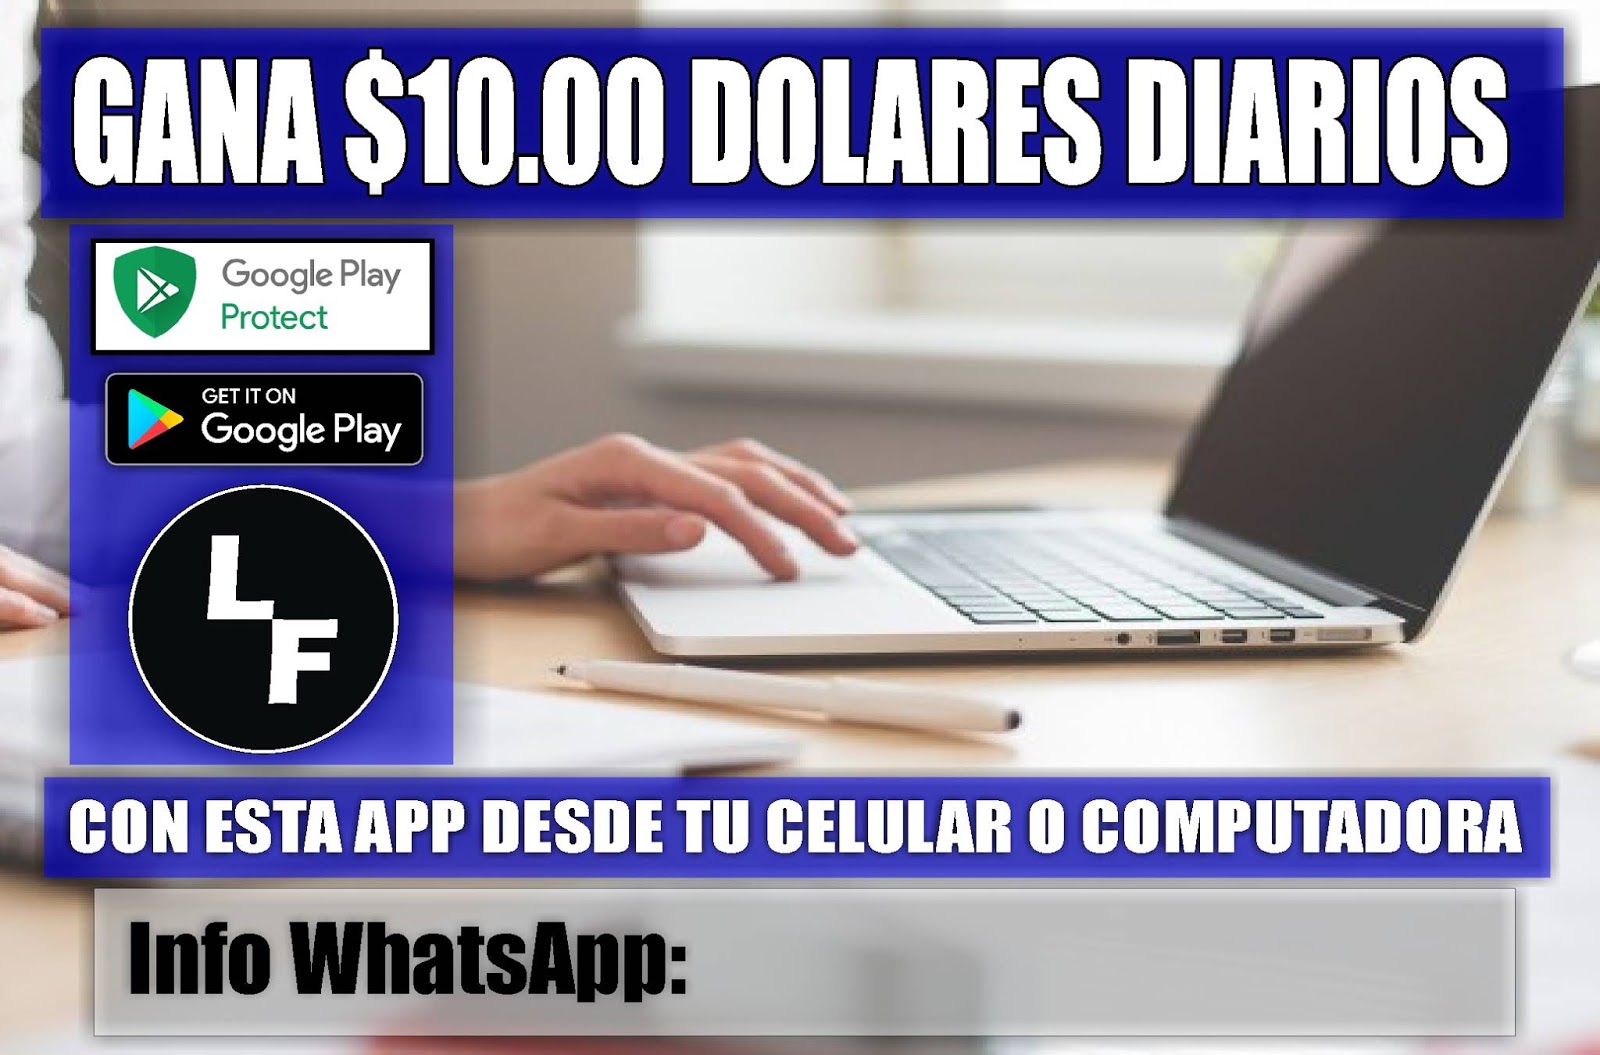 GANA $10.00 DOLARES DIARIOS
Google Play
Protect
GET IT ON
Google Play
L
F
CON ESTA APP DESDE TU CELULAR O COMPUTADORA
Info WhatsApp: